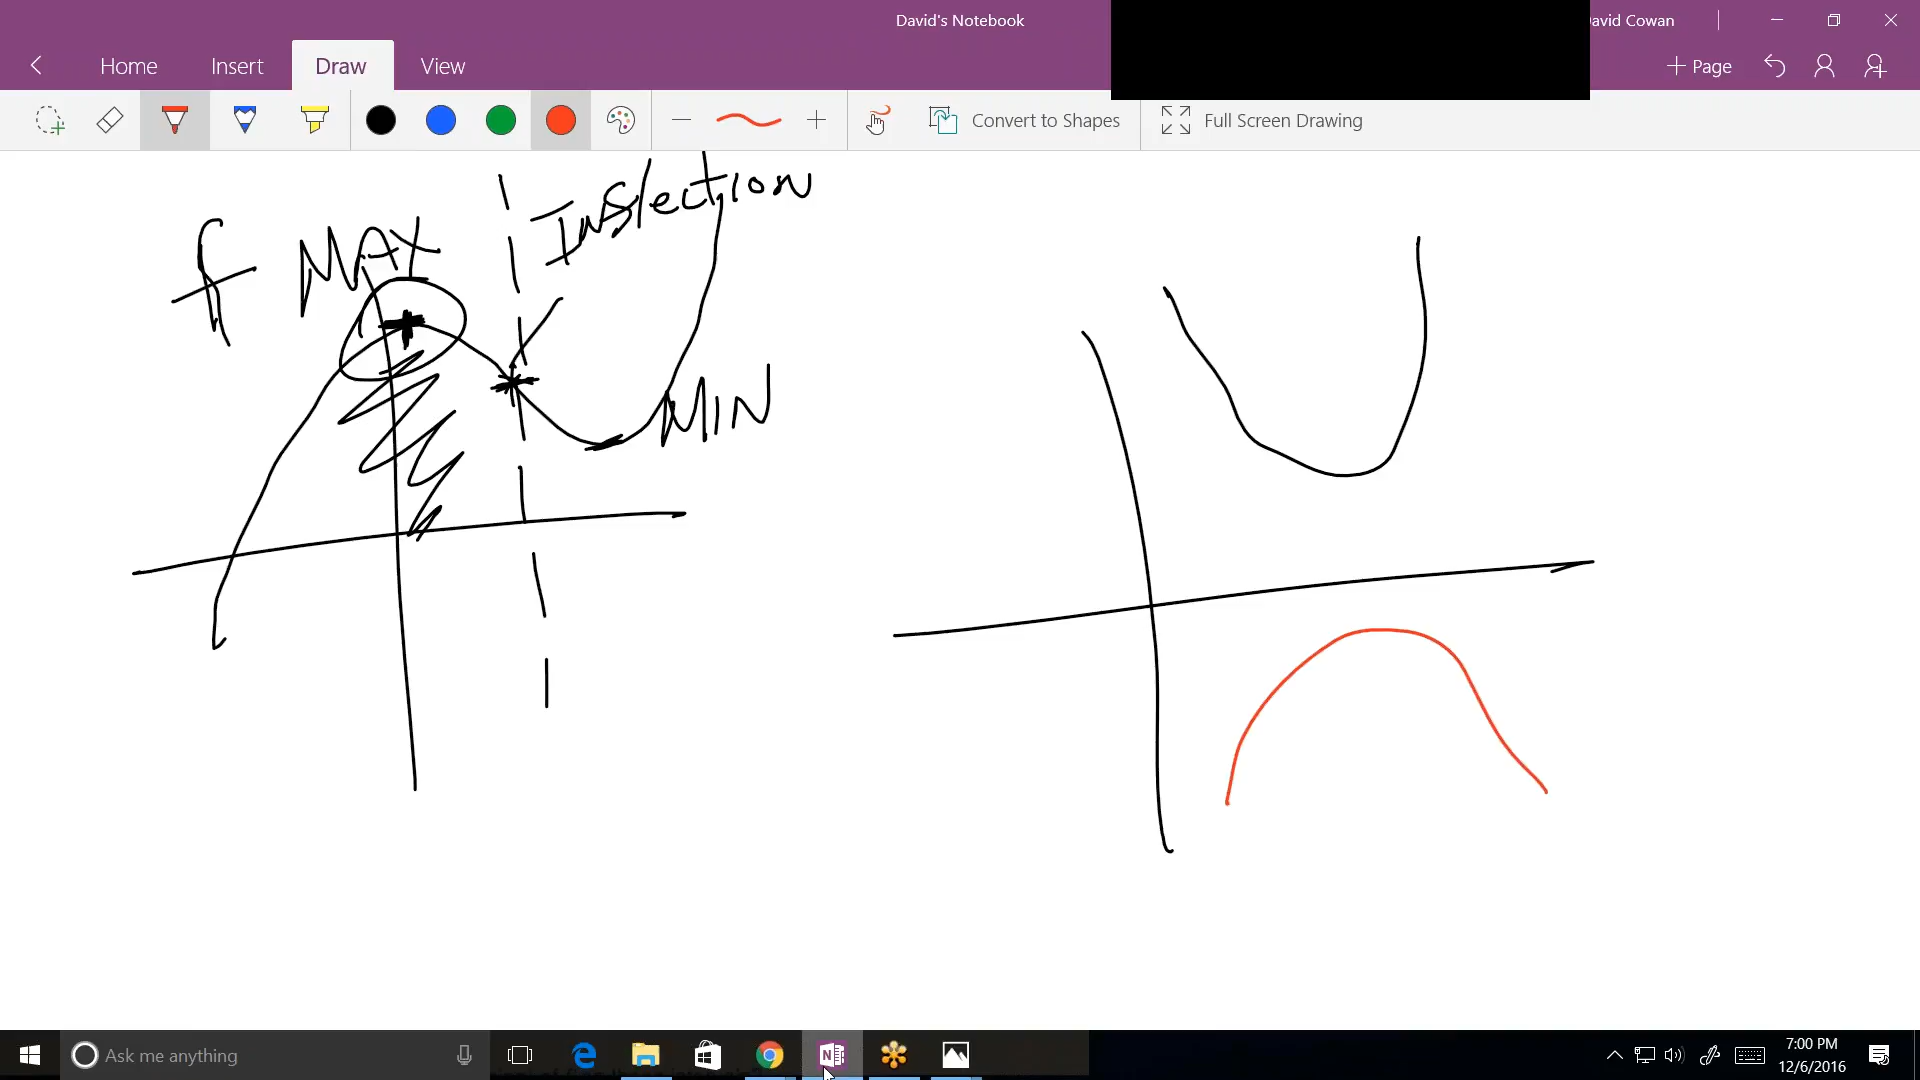 David's Notebook
avid Cowan
Home Insert Draw View
Page
Convert to Shapes
Full Screen Drawing
Inflection
f MAX
MIN
Ask me anything
7:00 PM
12/6/2016